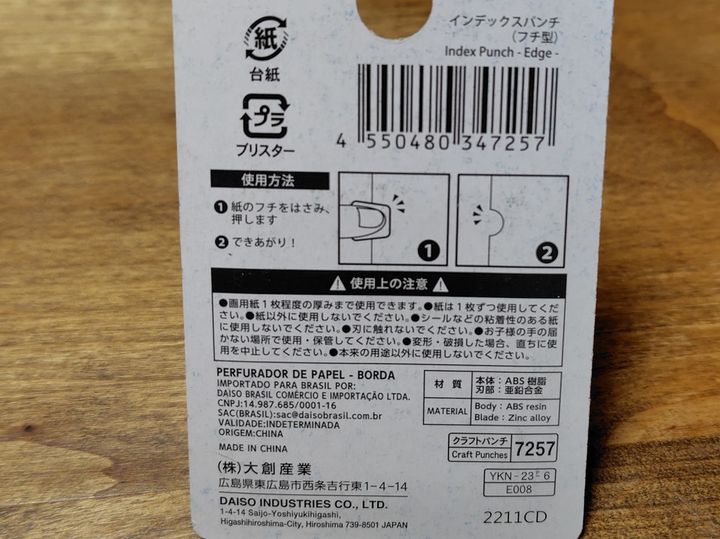 紙
台紙
プラ
ブリスター
インデックスパンチ
(フチ型)
Index Punch - Edge -
4 550480 347257
使用方法
❶紙のフチをはさみ、
押します
❷できあがり!
❶
❷
使用上の注意
●画用紙1枚程度の厚みまで使用できます。●紙は1枚ずつ使用してくだ
さい。●紙以外に使用しないでください。●シールなどの粘着性のある紙
に使用しないでください。●刃に触れないでください。●お子様の手の届
かない場所で使用・保管してください。●変形・破損した場合、直ちに使
用を中止してください。●本来の用途以外に使用しないでください。
PERFURADOR DE PAPEL - BORDA
IMPORTADO PARA BRASIL POR:
DAISO BRASIL COMÉRCIO E IMPORTAÇÃO LTDA.
CNPJ:14.987.685/0001-16
SAC(BRASIL):sac@daisobrasil.com.br
VALIDADE:INDETERMINADA
ORIGEM:CHINA
MADE IN CHINA
材質
本体:ABS樹脂
刃部:亜鉛合金
MATERIAL
Body : ABS resin
Blade : Zinc alloy
クラフトパンチ
Craft Punches
7257
(株)大創産業
広島県東広島市西条吉行東1-4-14
DAISO INDUSTRIES CO., LTD.
1-4-14 Saijo-Yoshiyukihigashi,
Higashihiroshima-City, Hiroshima 739-8501 JAPAN
YKN-23 6
E008
2211CD